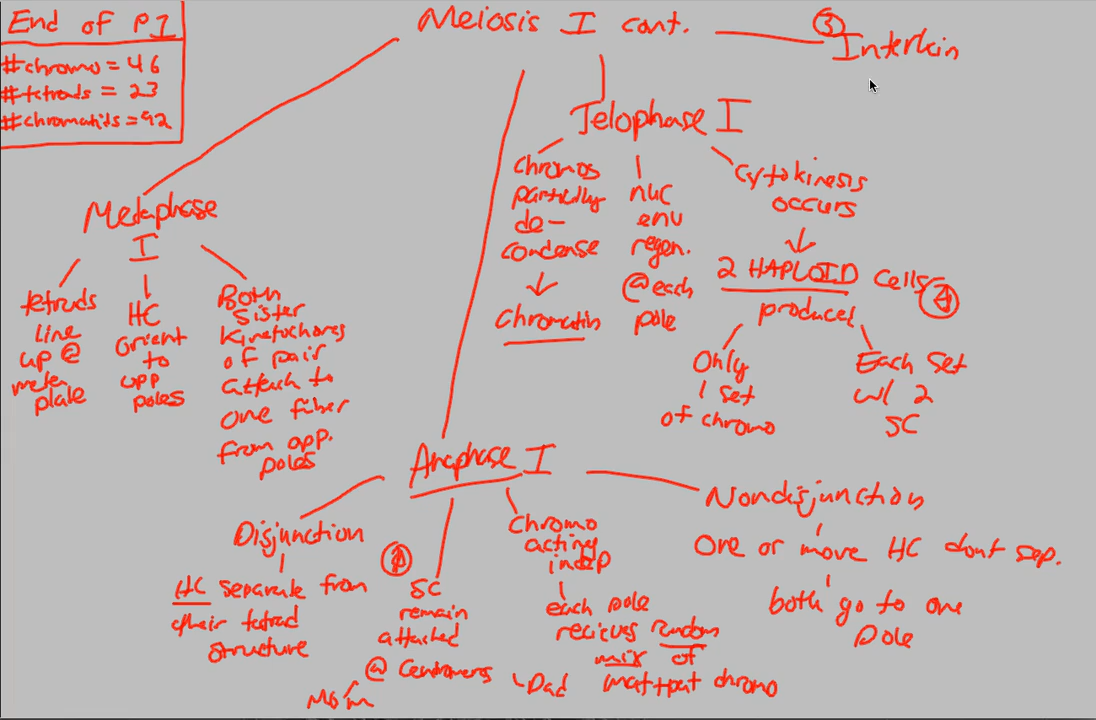 End of P1
#chromo = 46
#tetrads = 23
#chromatids = 92
Meiosis I cont.
③
Interkin
Metaphase
I
tetrads
line
up @
meta
plate
HC
orient
to
opp
poles
Both
sister
kinetochores
of pair
attach to
one fiber
from opp.
poles
Telophase I
Chromos
partially
de-
condense
↓
Chromatin
nuc
env
regen.
@ each
pole
Cytokinesis
occurs
↓
2 HAPLOID cells
produced
Only
1 set
of chromo
Each set
w/ 2
SC
Anaphase I
Disjunction
HC separate from
their tetrad
structure
SC
remain
attached
@ Centromers
Chromo
acting
indep
each pole
recieves random
mix of
mat + pat chromo
Mom
Dad
Nondisjunction
One or more HC dont sep.
both go to one
Pole